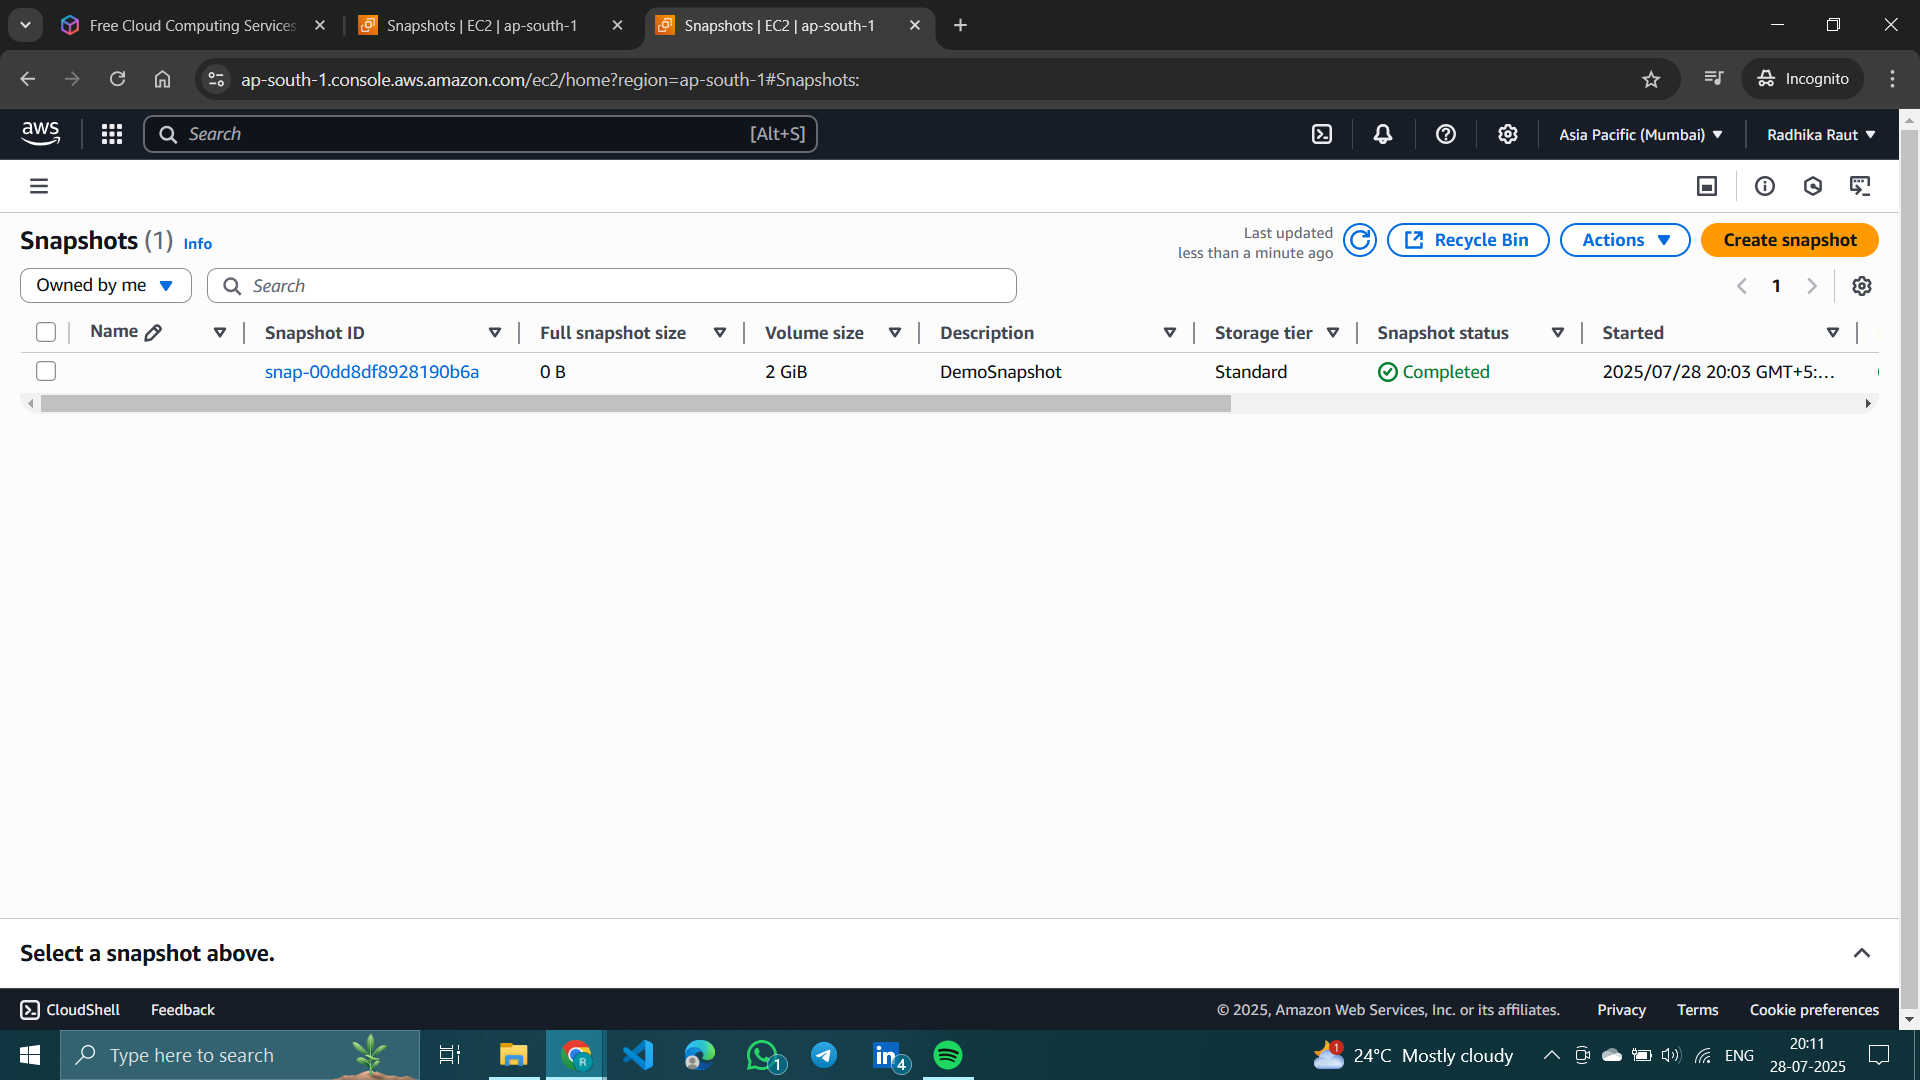 Free Cloud Computing Services
Snapshots | EC2 | ap-south-1
Snapshots | EC2 | ap-south-1
ap-south-1.console.aws.amazon.com/ec2/home?region=ap-south-1#Snapshots:
Incognito
aws
Search
[Alt+S]
Asia Pacific (Mumbai)
Radhika Raut
Snapshots (1) Info
Last updated
less than a minute ago
Recycle Bin
Actions
Create snapshot
Owned by me
Search
1
Name Snapshot ID Full snapshot size Volume size Description Storage tier Snapshot status Started
snap-00dd8df8928190b6a 0 B 2 GiB DemoSnapshot Standard Completed 2025/07/28 20:03 GMT+5:...
Select a snapshot above.
CloudShell Feedback © 2025, Amazon Web Services, Inc. or its affiliates. Privacy Terms Cookie preferences
Type here to search
R
1
in 4
1
24°C Mostly cloudy
ENG
20:11
28-07-2025